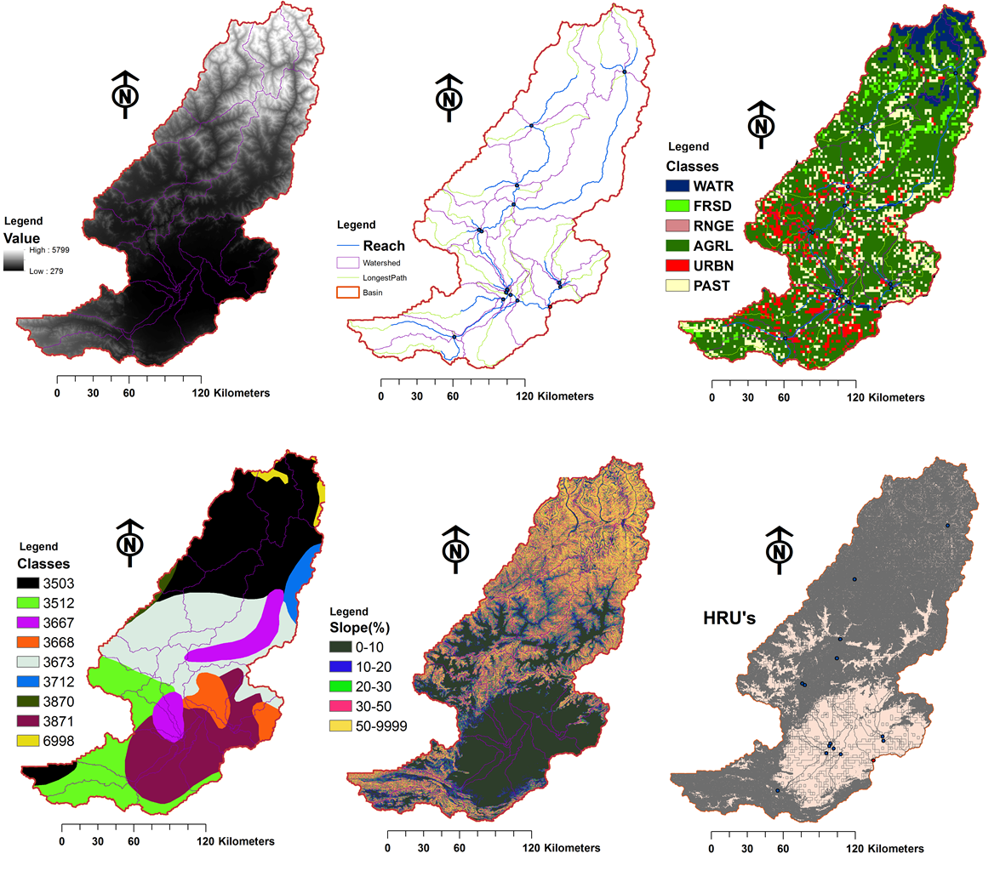 N
Legend
Value
High : 5799
Low : 279
0 30 60 120 Kilometers
N
Legend
Reach
Watershed
LongestPath
Basin
0 30 60 120 Kilometers
N
Legend
Classes
WATR
FRSD
RNGE
AGRL
URBN
PAST
0 30 60 120 Kilometers
N
Legend
Classes
3503
3512
3667
3668
3673
3712
3870
3871
6998
0 30 60 120 Kilometers
N
Legend
Slope(%)
0-10
10-20
20-30
30-50
50-9999
0 30 60 120 Kilometers
N
HRU's
0 30 60 120 Kilometers